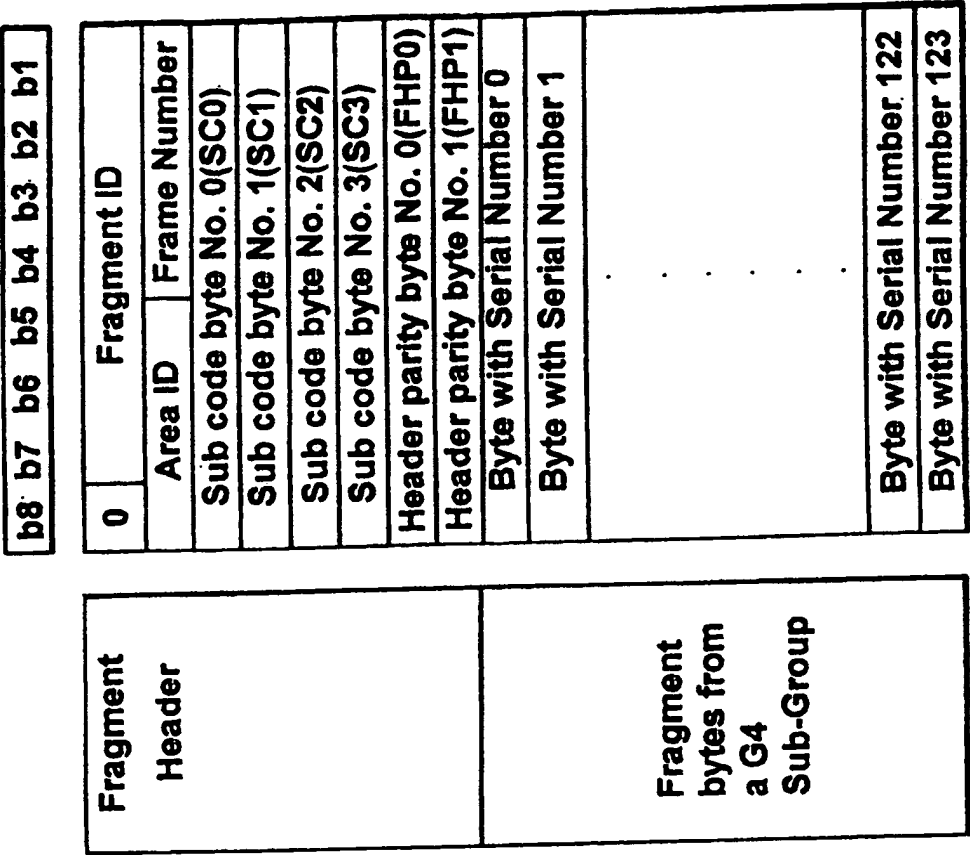 b8 b7 b6 b5 b4 b3 b2 b1
Fragment
Header
0 Fragment ID
Area ID Frame Number
Sub code byte No. 0(SC0)
Sub code byte No. 1(SC1)
Sub code byte No. 2(SC2)
Sub code byte No. 3(SC3)
Header parity byte No. 0(FHP0)
Header parity byte No. 1(FHP1)
Fragment
bytes from
a G4
Sub-Group
Byte with Serial Number 0
Byte with Serial Number 1
. . . . . .
Byte with Serial Number 122
Byte with Serial Number 123